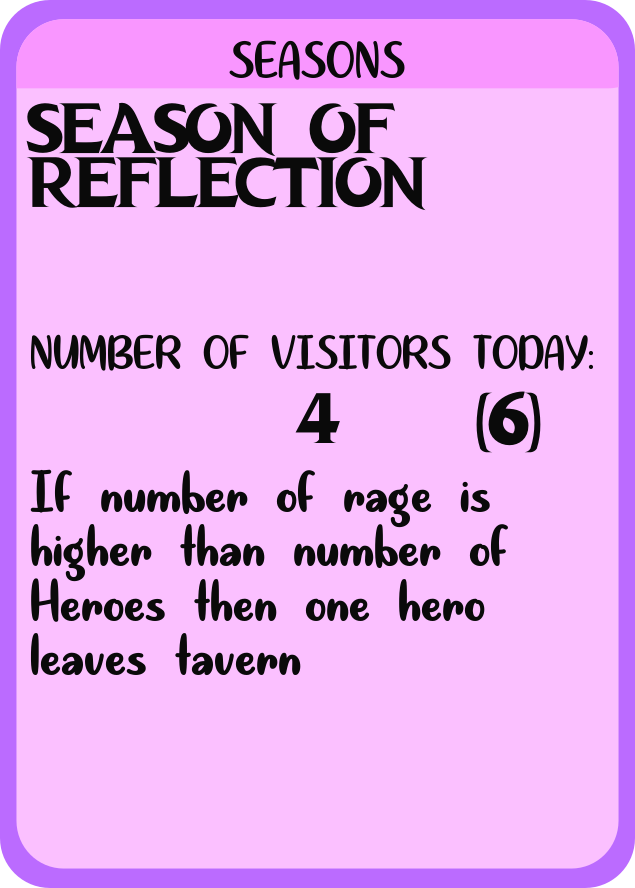 SEASONS
SEASON OF
REFLECTION
NUMBER OF VISITORS TODAY:
4 (6)
If number of rage is
higher than number of
Heroes then one hero
leaves tavern